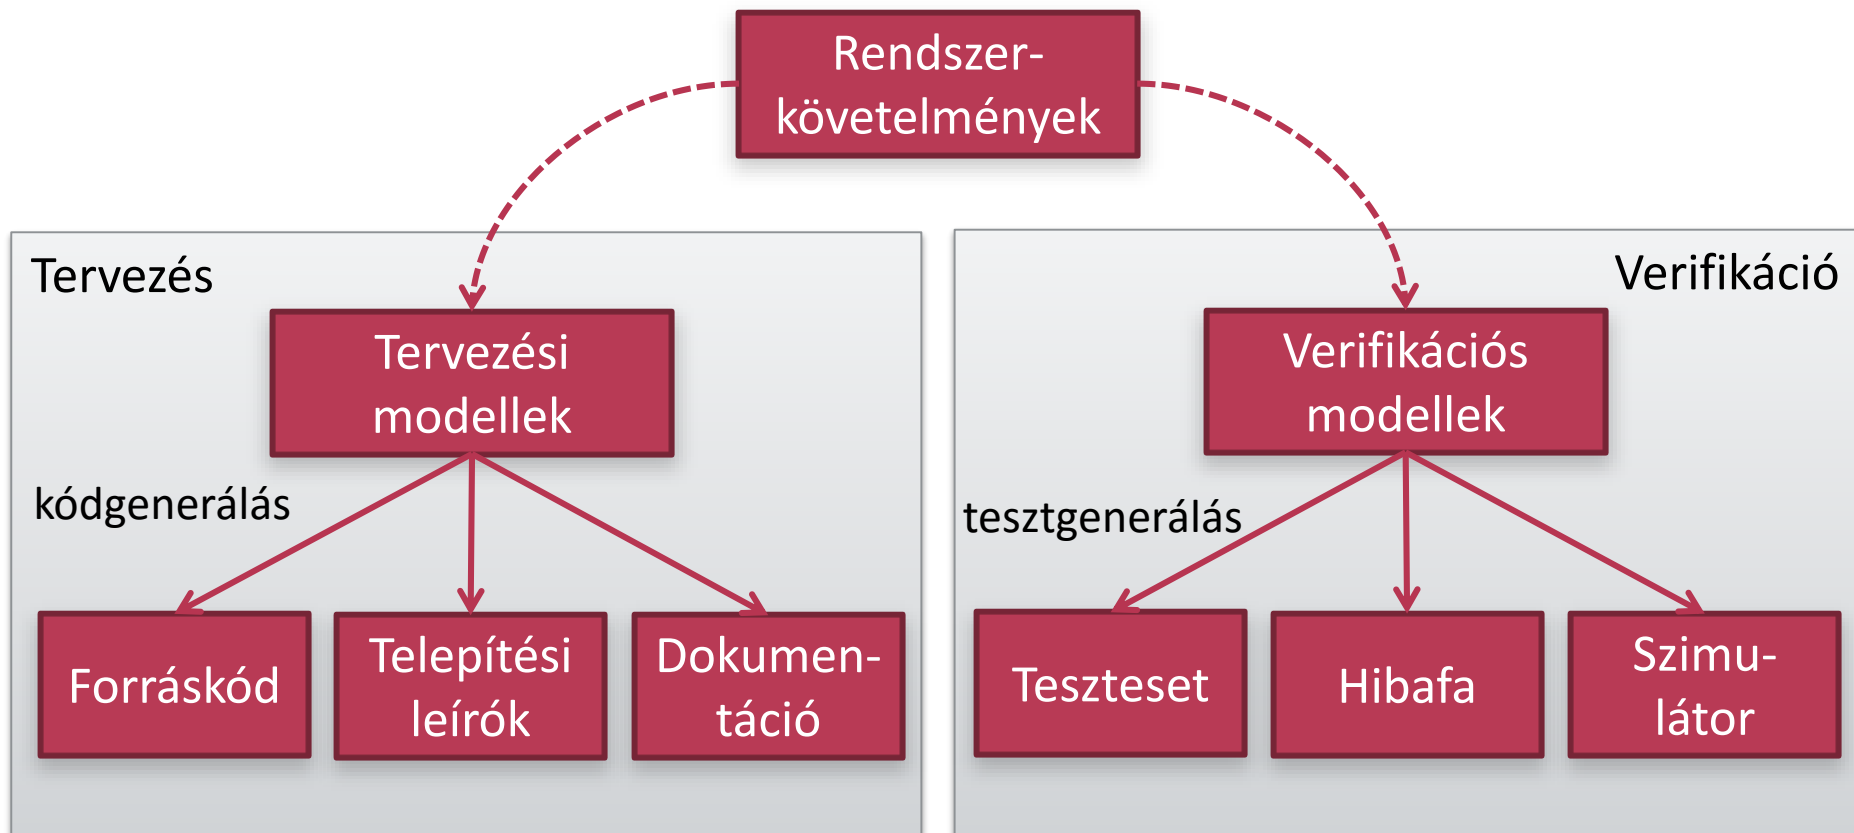 Rendszer-
követelmények
Tervezés
Verifikáció
Tervezési
modellek
Verifikációs
modellek
kódgenerálás
tesztgenerálás
Forráskód
Telepítési
leírók
Dokumen-
táció
Teszteset
Hibafa
Szimu-
látor